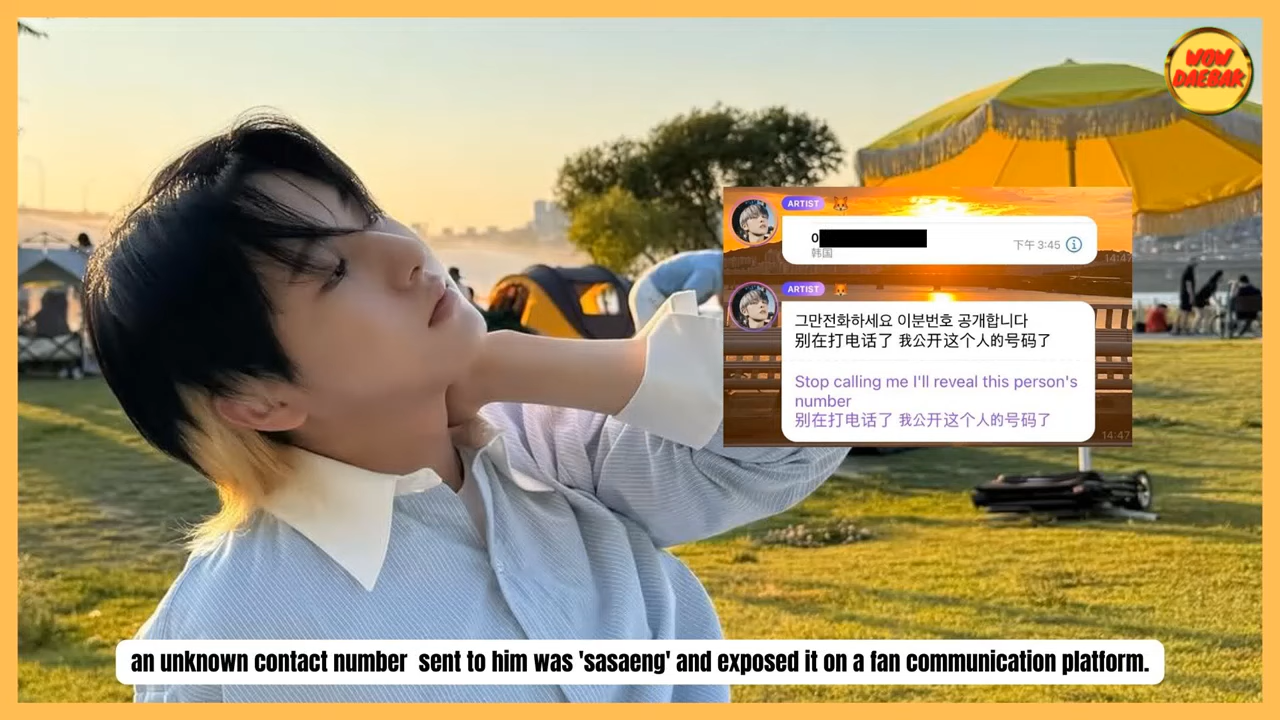 WOW
DAEBAK
ARTIST
0
下午 3:45
韩国
14:47
ARTIST
그만전화하세요 이분번호 공개합니다
别在打电话了 我公开这个人的号码了
Stop calling me I'll reveal this person's
number
别在打电话了 我公开这个人的号码了
14:47
an unknown contact number sent to him was 'sasaeng' and exposed it on a fan communication platform.